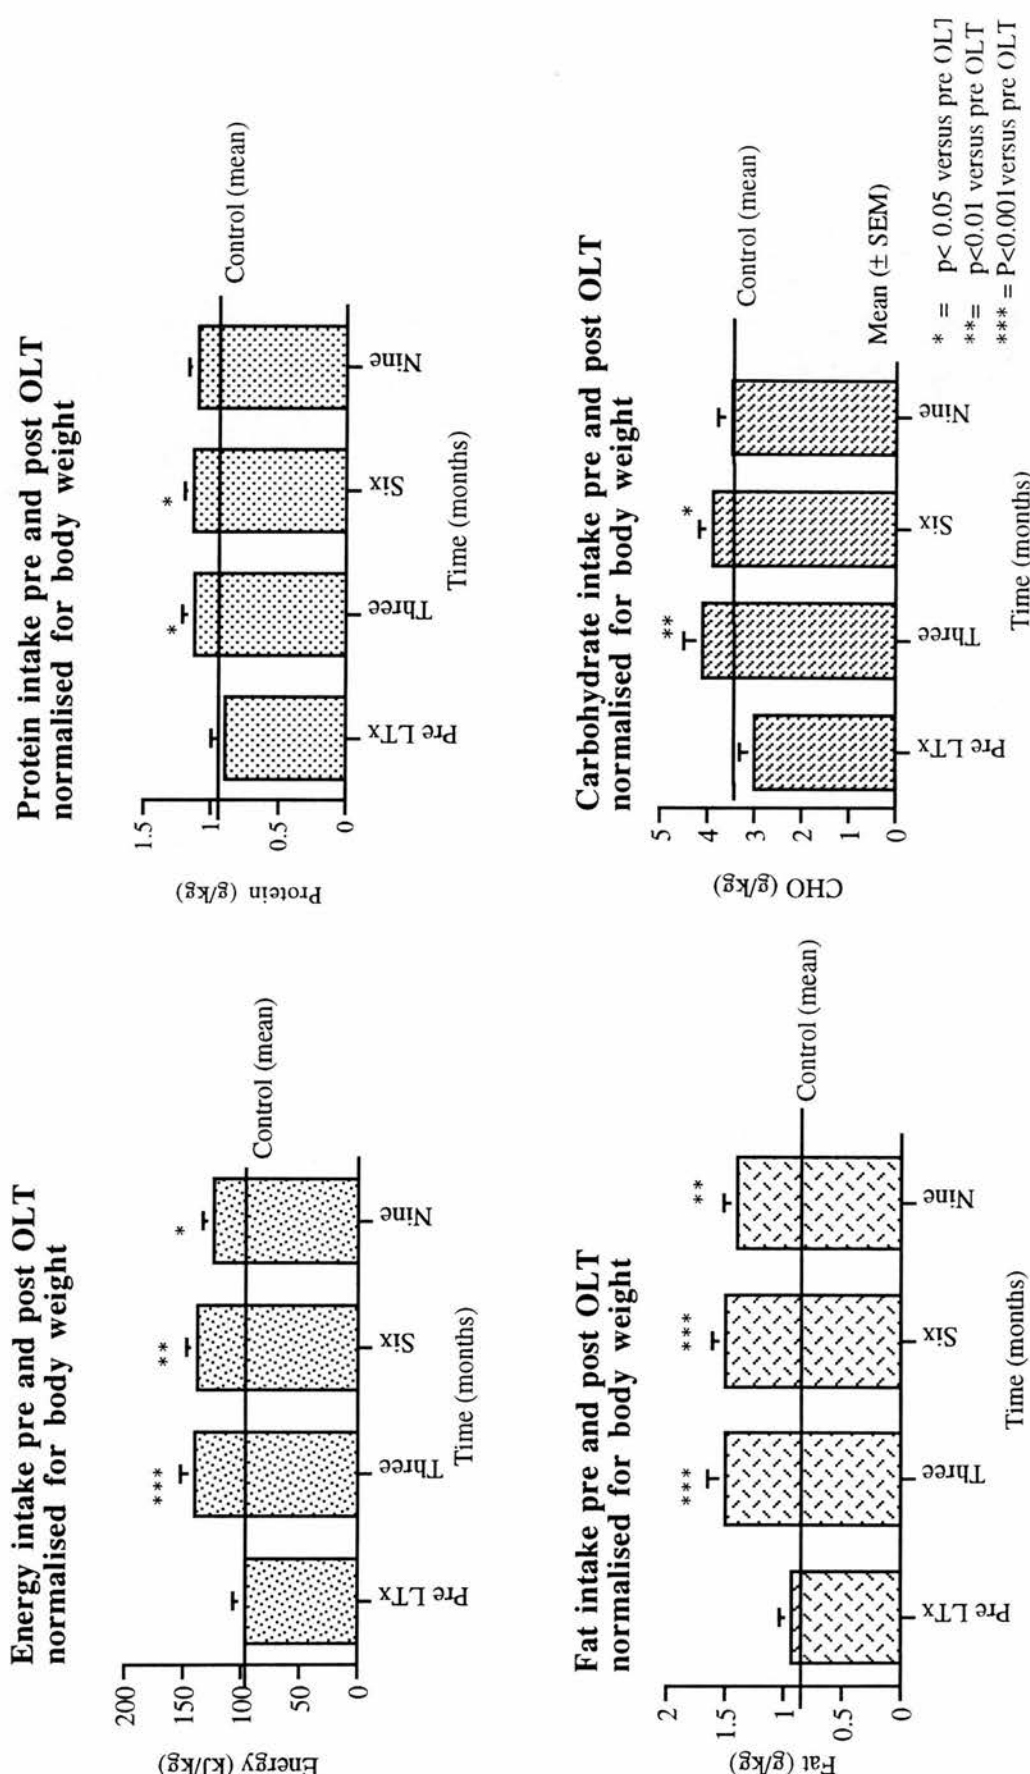 Energy intake pre and post OLT
normalised for body weight
200
150
100
50
0
Energy (kJ/kg)
***
**
*
Control (mean)
Pre LTx
Three
Six
Nine
Time (months)
Protein intake pre and post OLT
normalised for body weight
1.5
1
0.5
0
Protein (g/kg)
*
*
Control (mean)
Pre LTx
Three
Six
Nine
Time (months)
Fat intake pre and post OLT
normalised for body weight
2
1.5
1
0.5
0
Fat (g/kg)
***
***
**
Control (mean)
Pre LTx
Three
Six
Nine
Time (months)
Carbohydrate intake pre and post OLT
normalised for body weight
5
4
3
2
1
0
CHO (g/kg)
**
*
Control (mean)
Pre LTx
Three
Six
Nine
Time (months)
Mean (± SEM)
* = p< 0.05 versus pre OLT
**= p<0.01 versus pre OLT
*** = P<0.001versus pre OLT